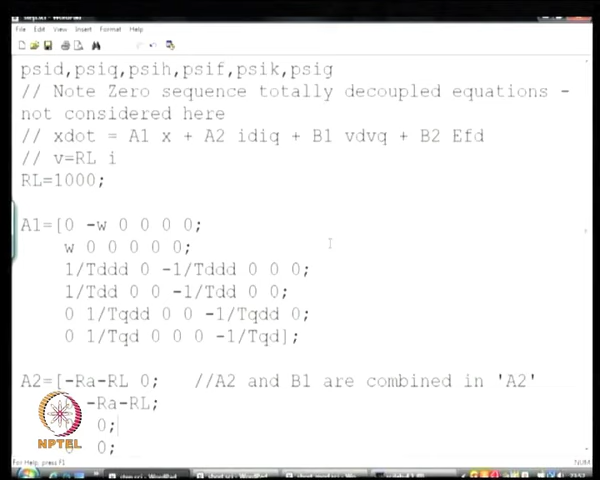 File Edit View Insert Format Help
psid,psiq,psih,psif,psik,psig
// Note Zero sequence totally decoupled equations -
not considered here
// xdot = A1 x + A2 idiq + B1 vdvq + B2 Efd
// v=RL i
RL=1000;
A1=[0 -w 0 0 0 0;
w 0 0 0 0 0;
1/Tddd 0 -1/Tddd 0 0 0;
1/Tdd 0 0 -1/Tdd 0 0;
0 1/Tqdd 0 0 -1/Tqdd 0;
0 1/Tqd 0 0 0 -1/Tqd];
A2=[-Ra-RL 0; //A2 and B1 are combined in 'A2'
-Ra-RL;
0;
0 0;
NPTEL
For Help, press F1
NUM